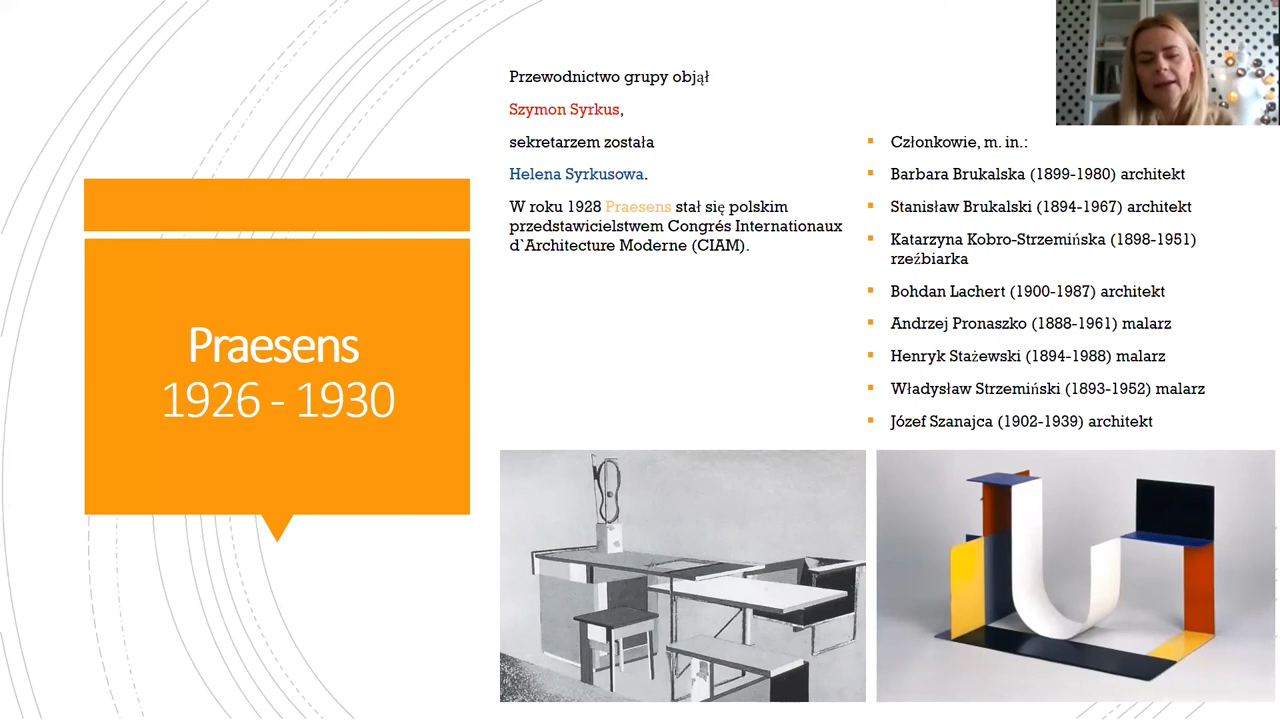 Praesens
1926 - 1930
Przewodnictwo grupy objął
Szymon Syrkus,
sekretarzem została
Helena Syrkusowa.
W roku 1928 Praesens stał się polskim
przedstawicielstwem Congrés Internationaux
d`Architecture Moderne (CIAM).
Członkowie, m. in.:
Barbara Brukalska (1899-1980) architekt
Stanisław Brukalski (1894-1967) architekt
Katarzyna Kobro-Strzemińska (1898-1951)
rzeźbiarka
Bohdan Lachert (1900-1987) architekt
Andrzej Pronaszko (1888-1961) malarz
Henryk Stażewski (1894-1988) malarz
Władysław Strzemiński (1893-1952) malarz
Józef Szanajca (1902-1939) architekt